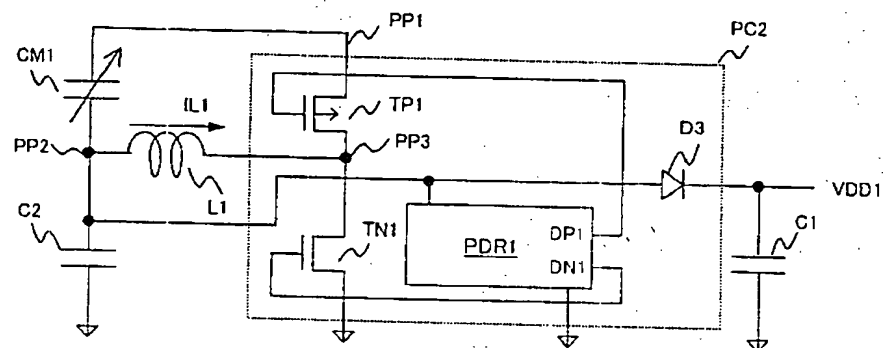 PP1
PC2
CM1
IL1
TP1
D3
PP2
PP3
VDD1
L1
C2
TN1
PDR1
DP1
DN1
C1